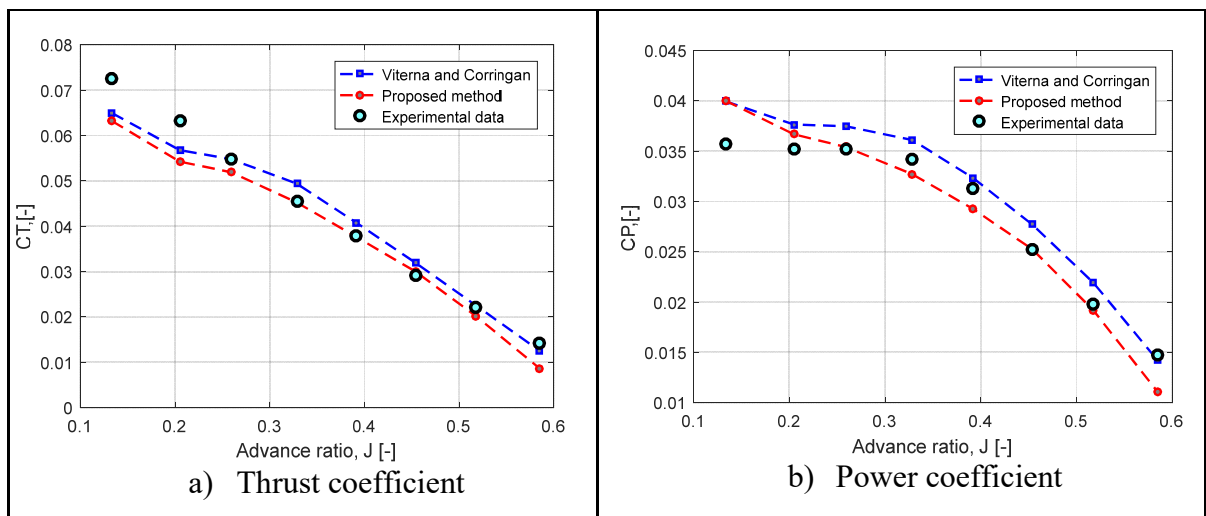 0.08
0.07
0.06
0.05
0.04
0.03
0.02
0.01
0
CT,[-]
Viterna and Corringan
Proposed method
Experimental data
0.1 0.2 0.3 0.4 0.5 0.6
Advance ratio, J [-]
a) Thrust coefficient
0.045
0.04
0.035
0.03
0.025
0.02
0.015
0.01
CP,[-]
Viterna and Corringan
Proposed method
Experimental data
0.1 0.2 0.3 0.4 0.5 0.6
Advance ratio, J [-]
b) Power coefficient